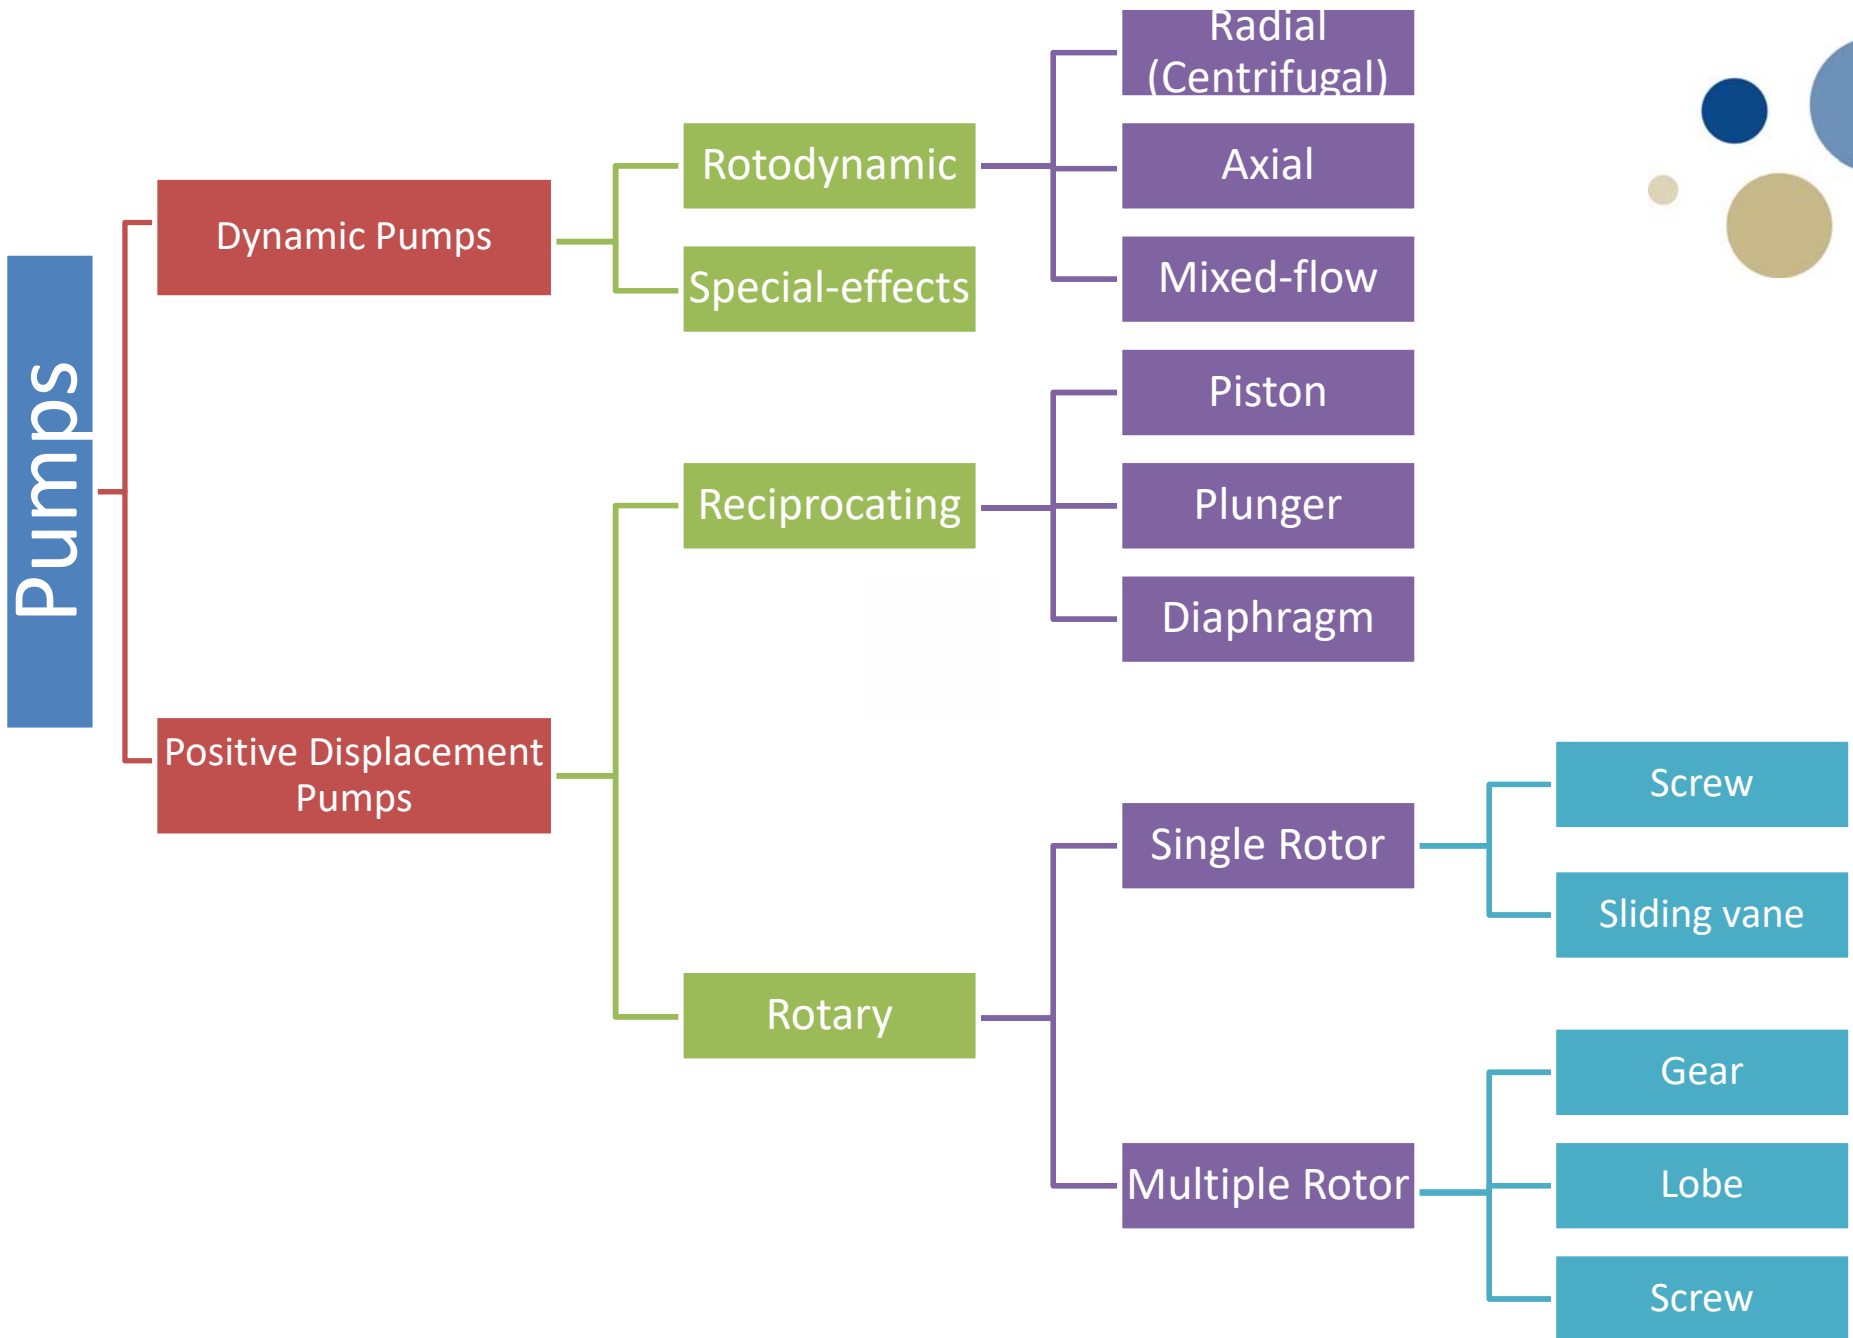 Pumps
Dynamic Pumps
Rotodynamic
Radial
(Centrifugal)
Axial
Mixed-flow
Special-effects
Positive Displacement
Pumps
Reciprocating
Piston
Plunger
Diaphragm
Rotary
Single Rotor
Screw
Sliding vane
Multiple Rotor
Gear
Lobe
Screw